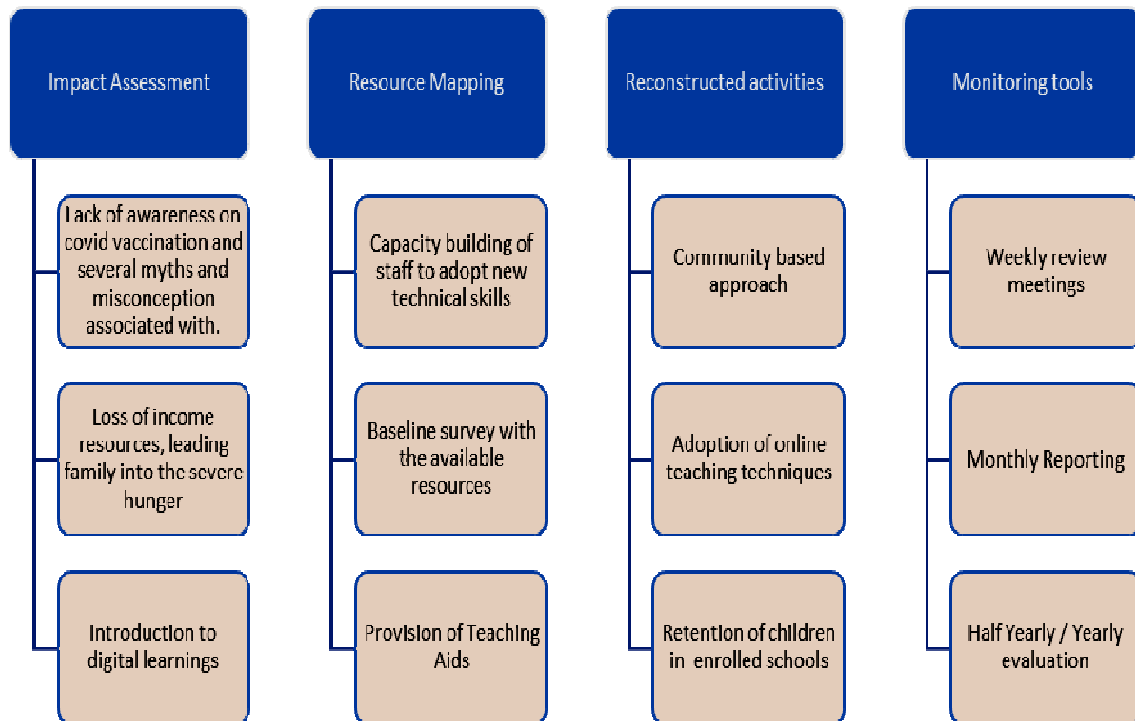 Impact Assessment
Lack of awareness on
covid vaccination and
several myths and
misconception
associated with.
Loss of income
resources, leading
family into the severe
hunger
Introduction to
digital learnings
Resource Mapping
Capacity building of
staff to adopt new
technical skills
Baseline survey with
the available
resources
Provision of Teaching
Aids
Reconstructed activities
Community based
approach
Adoption of online
teaching techniques
Retention of children
in enrolled schools
Monitoring tools
Weekly review
meetings
Monthly Reporting
Half Yearly / Yearly
evaluation